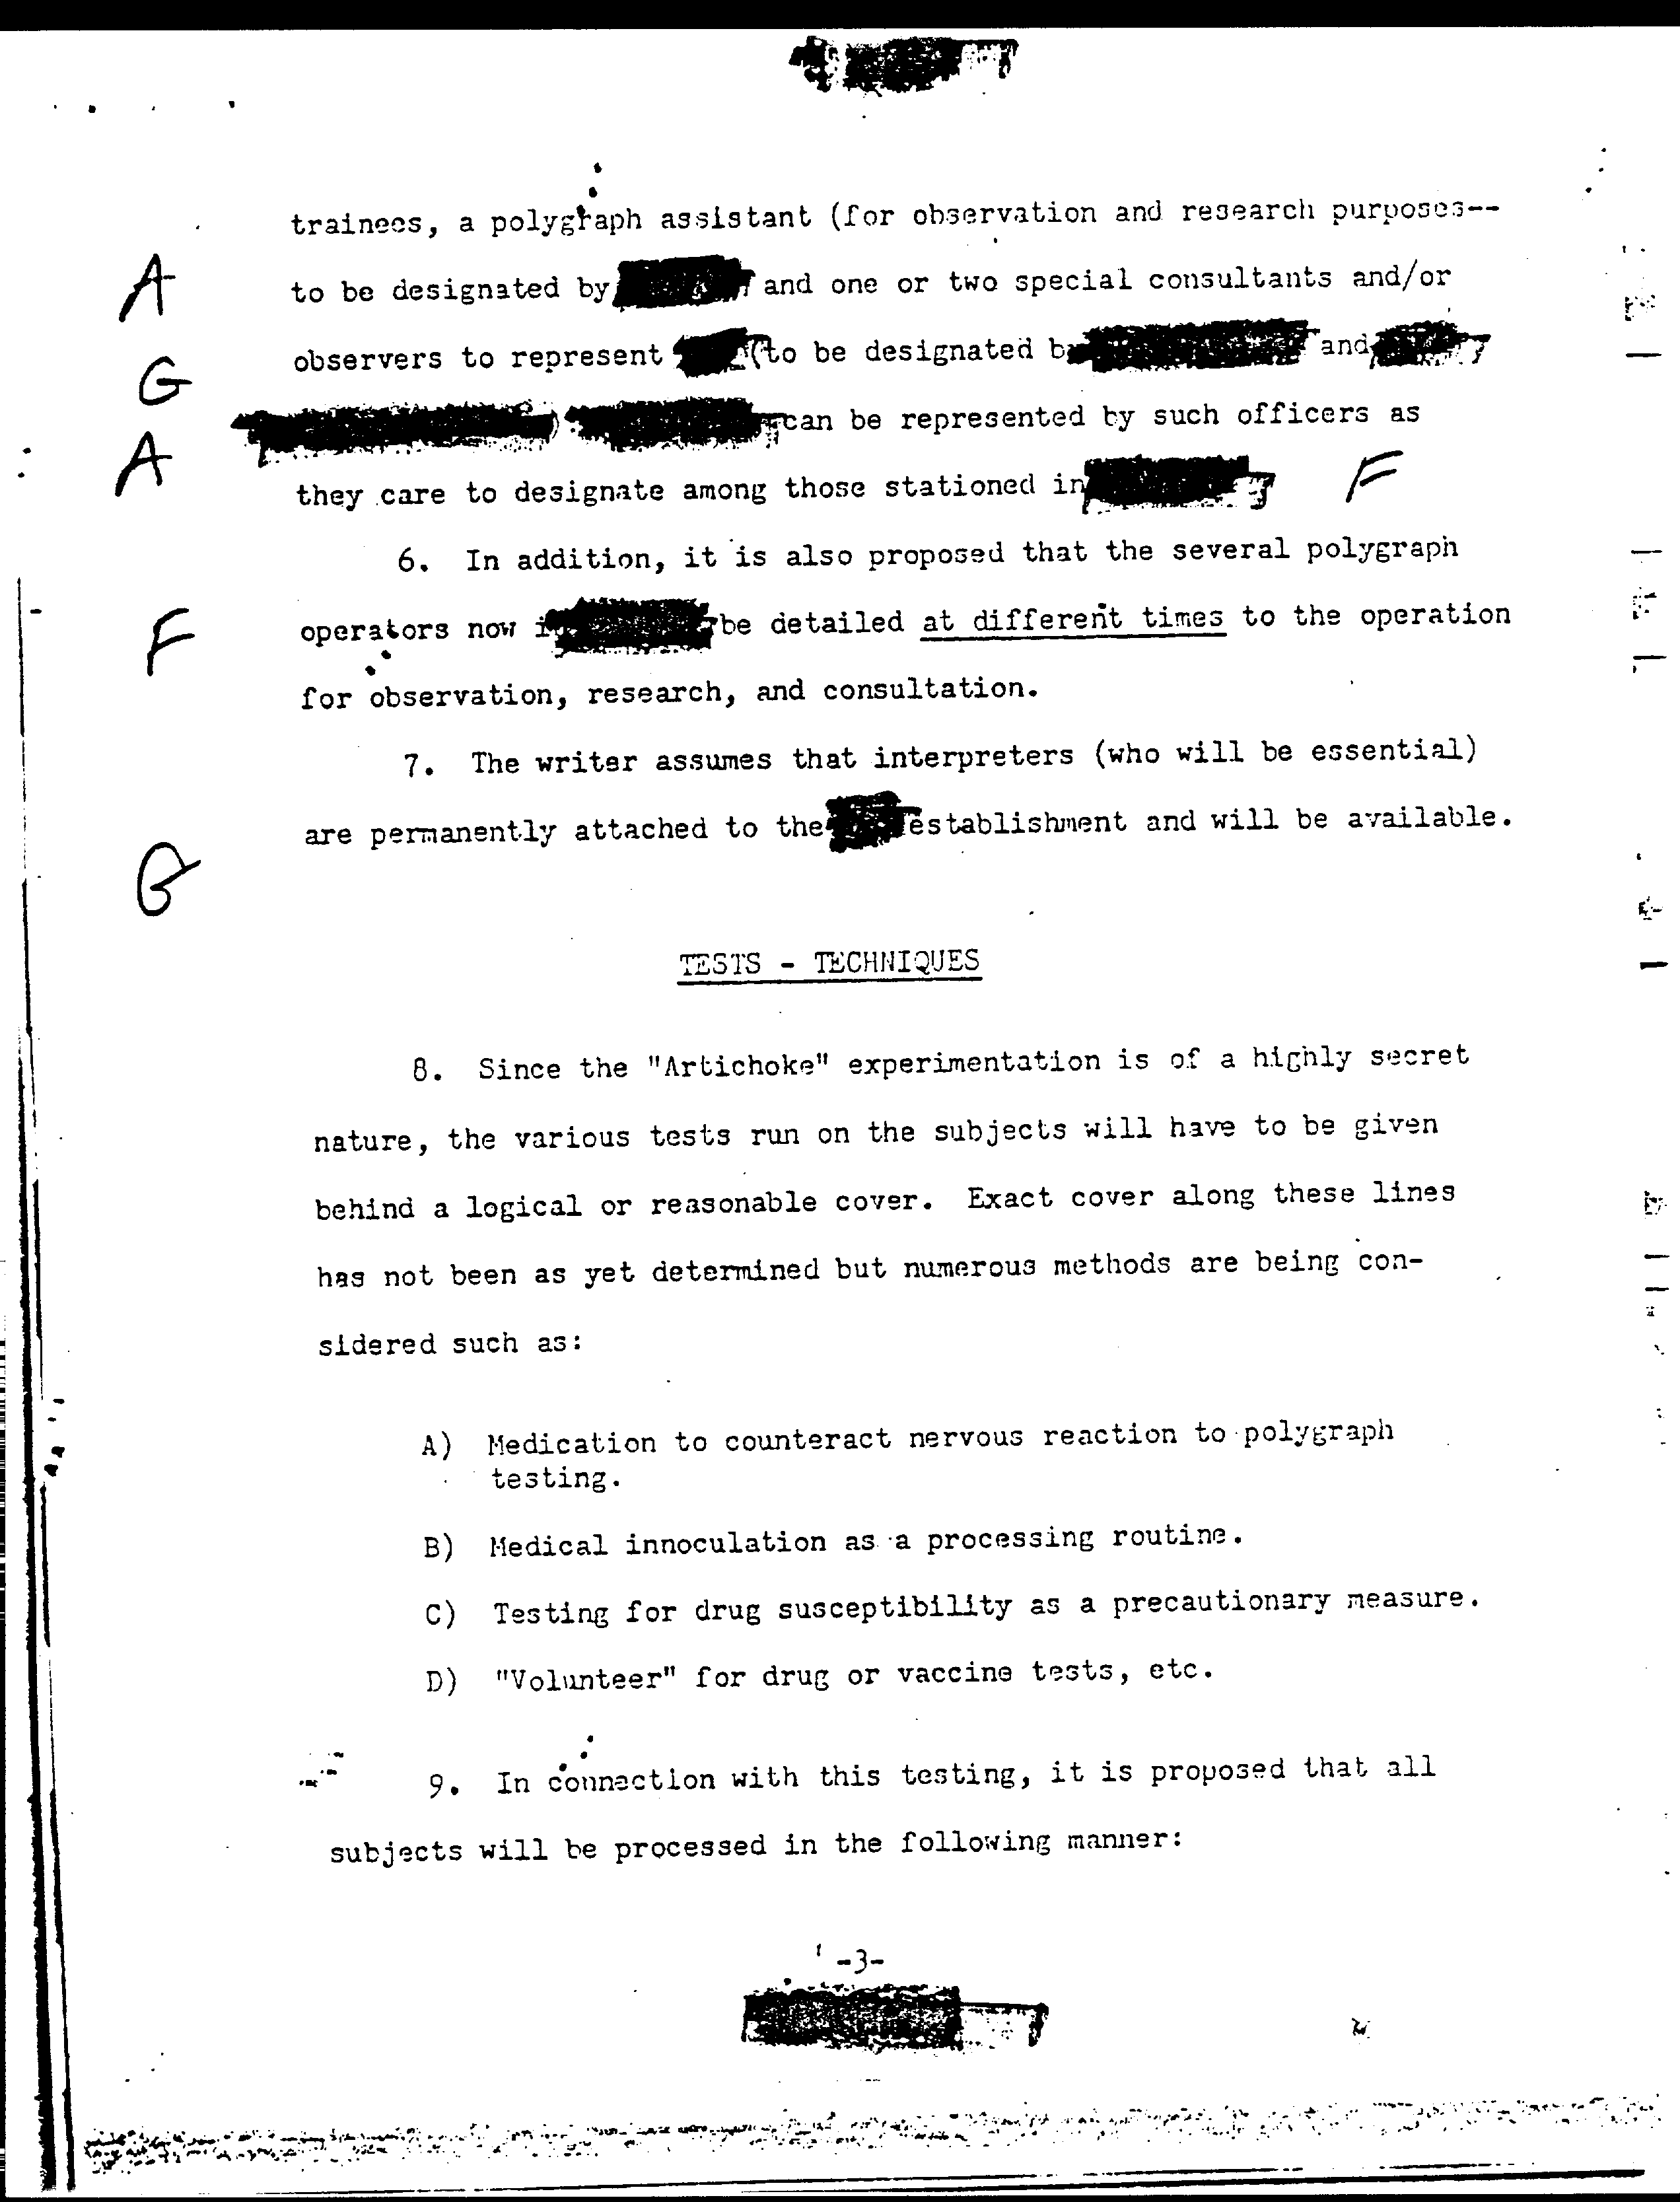 trainees, a polygraph assistant (for observation and research purposes--
A to be designated by and one or two special consultants and/or
G observers to represent (to be designated by and
A can be represented by such officers as
they care to designate among those stationed in F
6. In addition, it is also proposed that the several polygraph
F operators now be detailed at different times to the operation
for observation, research, and consultation.
7. The writer assumes that interpreters (who will be essential)
are permanently attached to the establishment and will be available.
G
TESTS - TECHNIQUES
8. Since the "Artichoke" experimentation is of a highly secret
nature, the various tests run on the subjects will have to be given
behind a logical or reasonable cover. Exact cover along these lines
has not been as yet determined but numerous methods are being con-
sidered such as:
A) Medication to counteract nervous reaction to polygraph
testing.
B) Medical innoculation as a processing routine.
C) Testing for drug susceptibility as a precautionary measure.
D) "Volunteer" for drug or vaccine tests, etc.
9. In connection with this testing, it is proposed that all
subjects will be processed in the following manner:
-3-